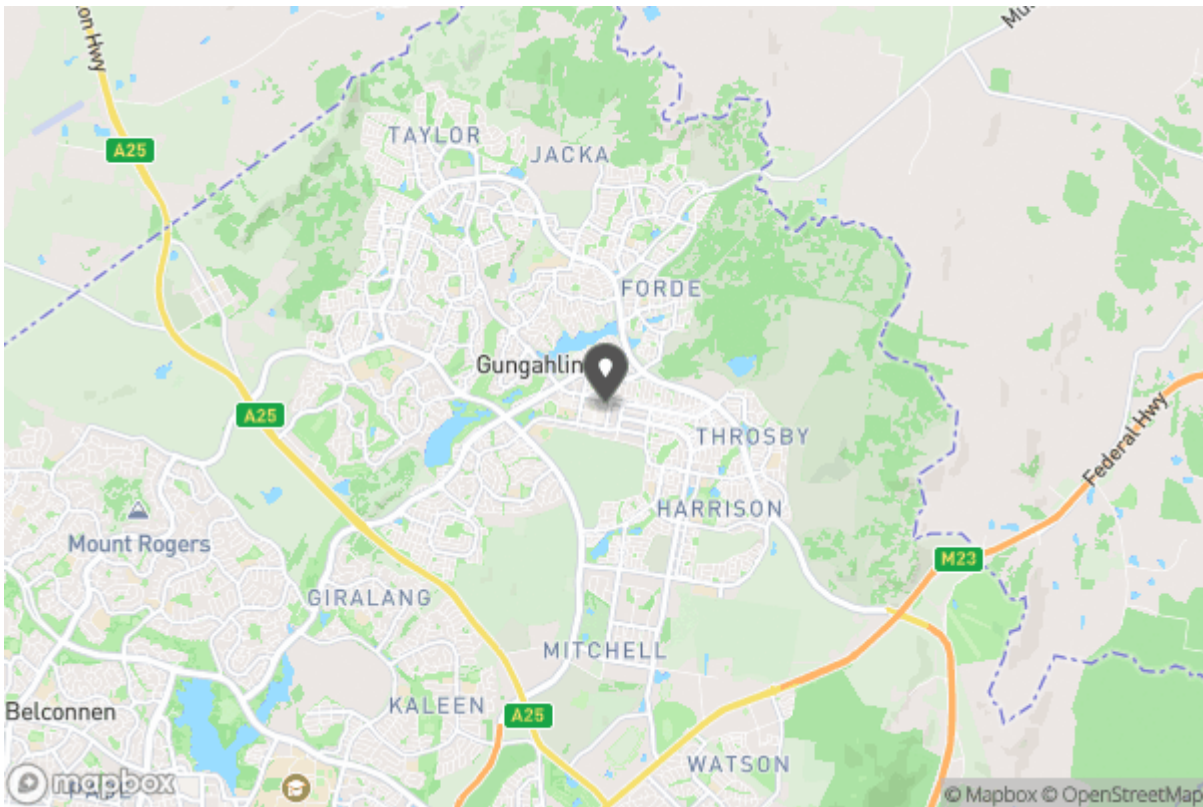 on Hwy
Mu
A25
TAYLOR
JACKA
FORDE
Gungahlin
A25
THROSBY
Federal Hwy
HARRISON
Mount Rogers
M23
GIRALANG
MITCHELL
KALEEN
Belconnen
A25
WATSON
mapbox
© Mapbox © OpenStreetMap